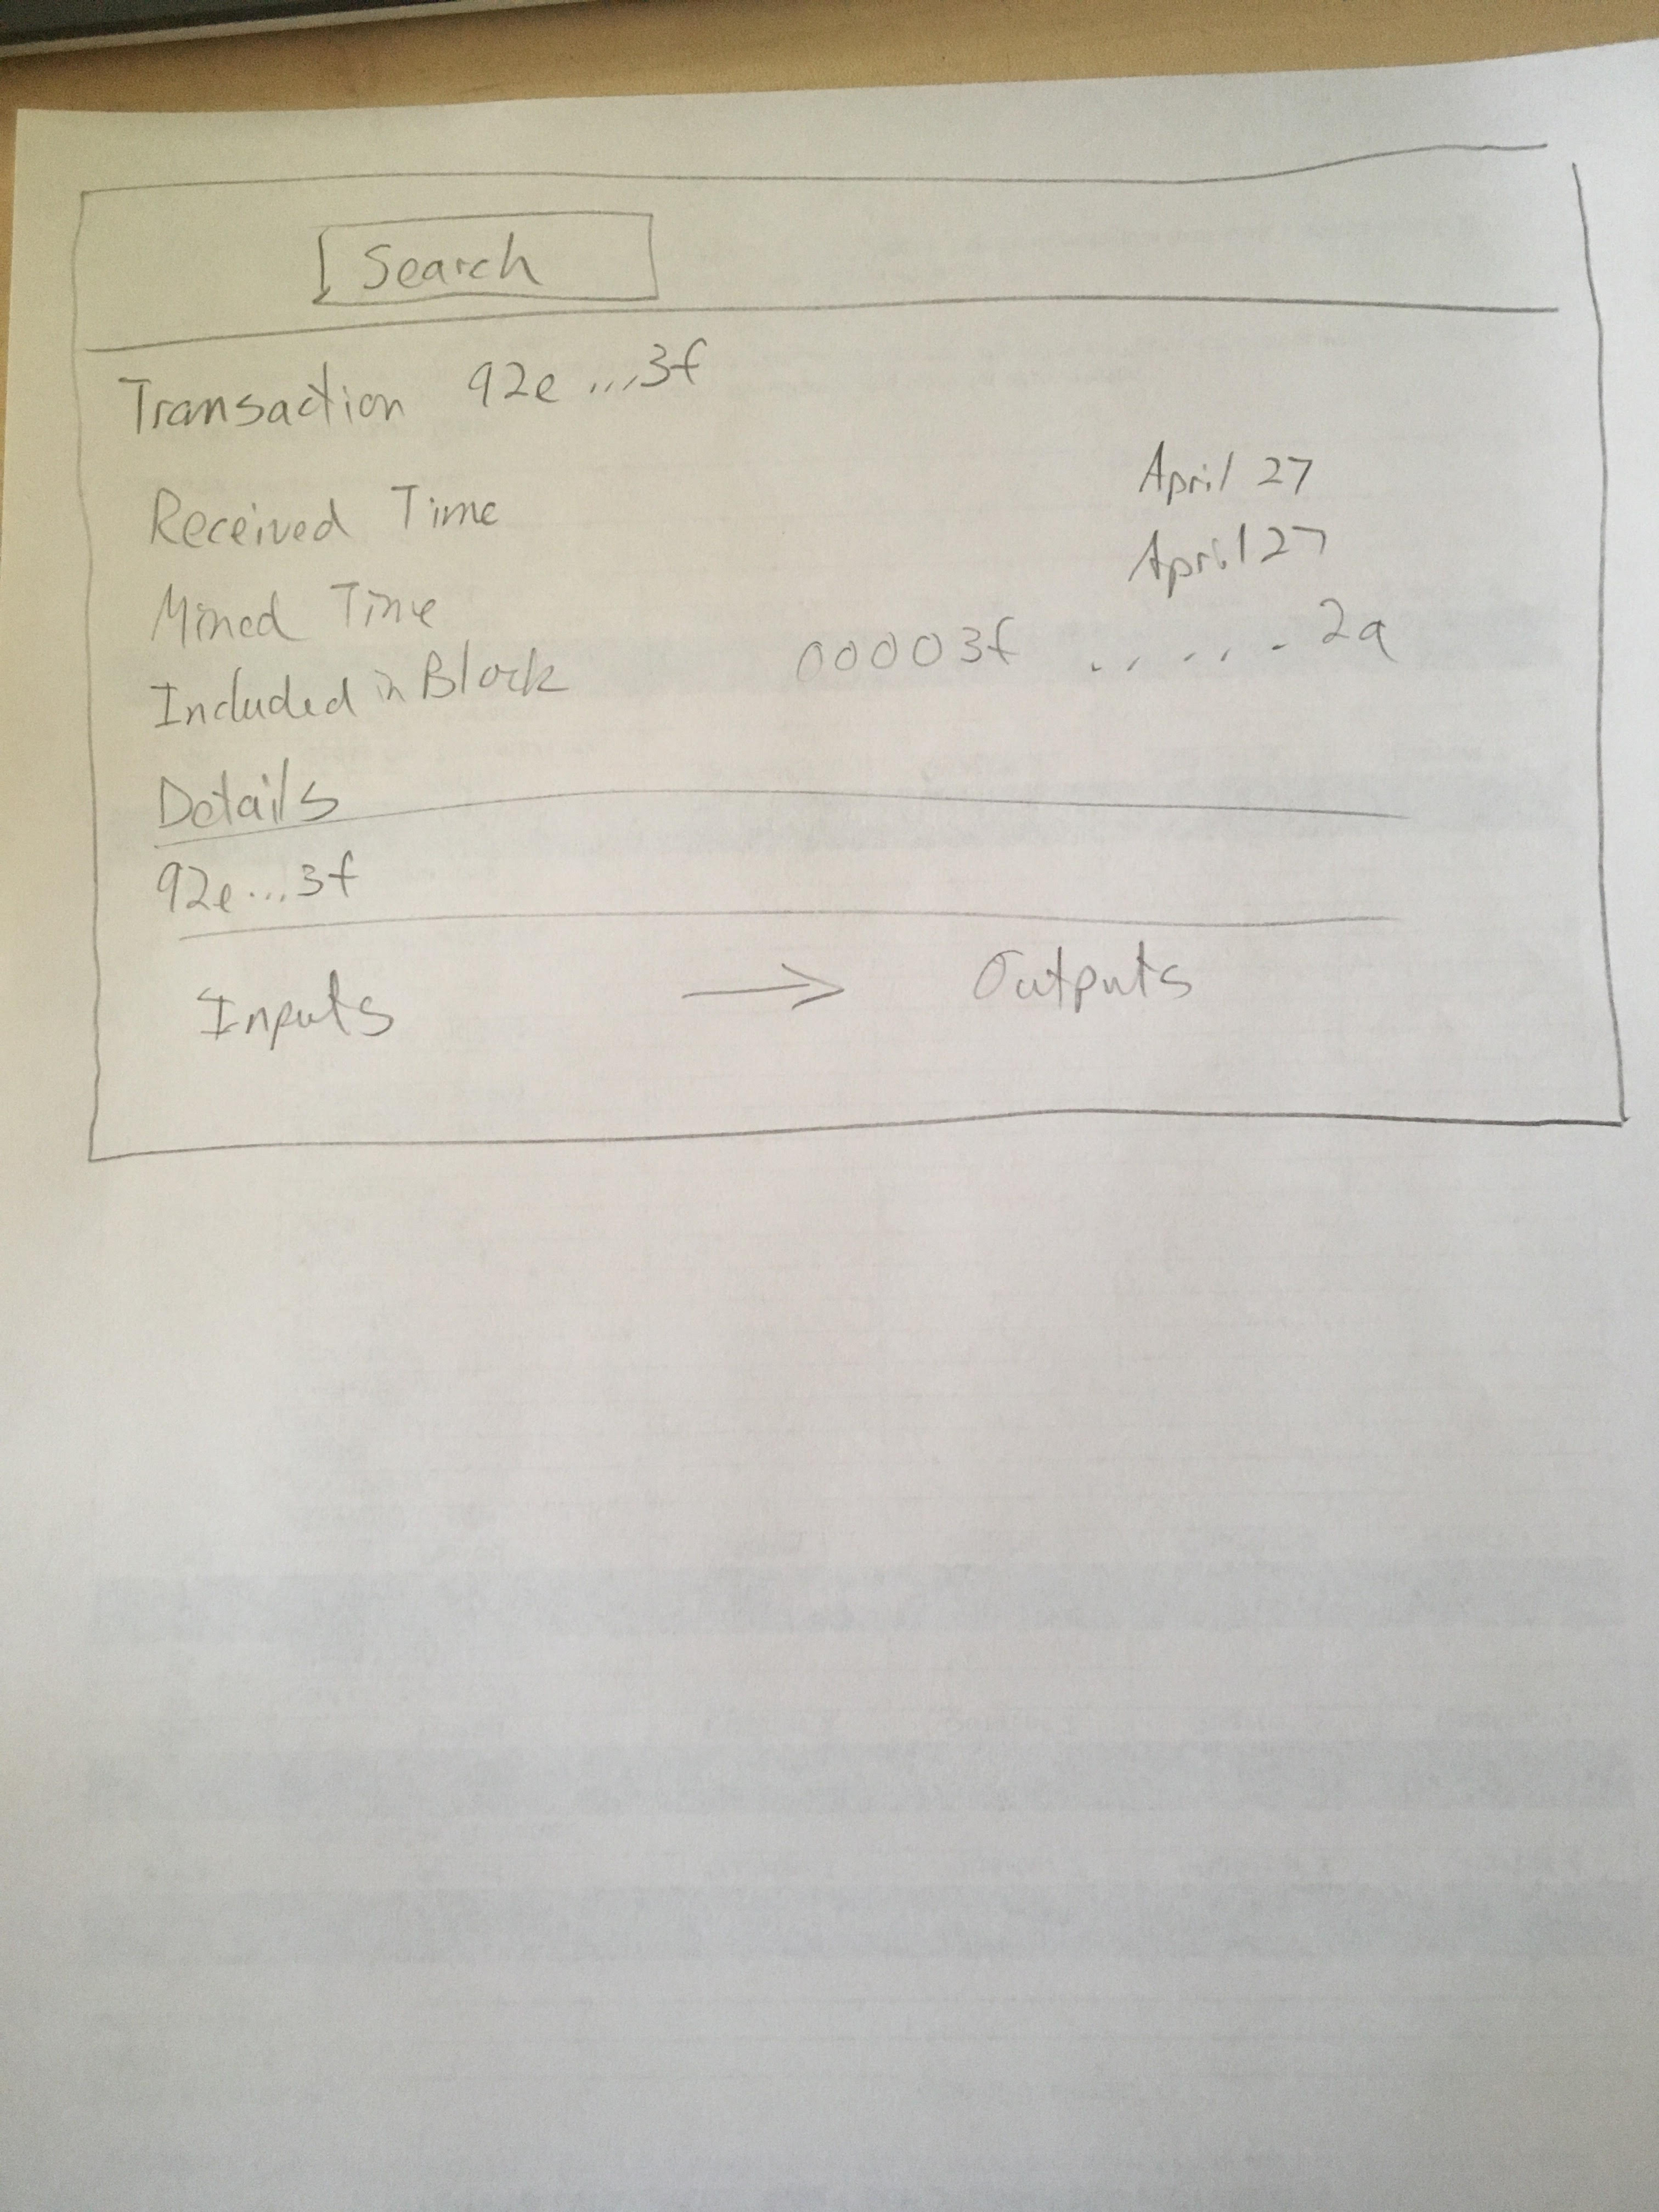 Search
Transaction 92e ...3f
Received Time April 27
Mined Time April 27
Included in Block 00003f ...... 2a
Details
92e...3f
Inputs → Outputs